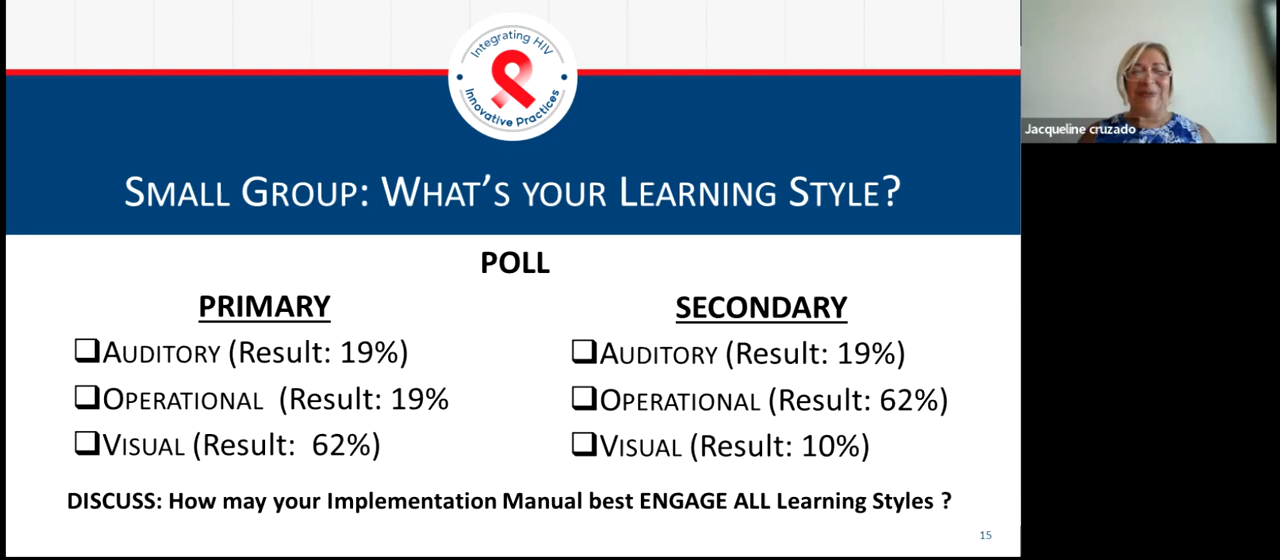 Integrating HIV
Innovative Practices
SMALL GROUP: WHAT'S YOUR LEARNING STYLE?
POLL
PRIMARY
❑AUDITORY (Result: 19%)
❑OPERATIONAL (Result: 19%
❑VISUAL (Result: 62%)
SECONDARY
❑AUDITORY (Result: 19%)
❑OPERATIONAL (Result: 62%)
❑VISUAL (Result: 10%)
DISCUSS: How may your Implementation Manual best ENGAGE ALL Learning Styles ?
15
Jacqueline cruzado